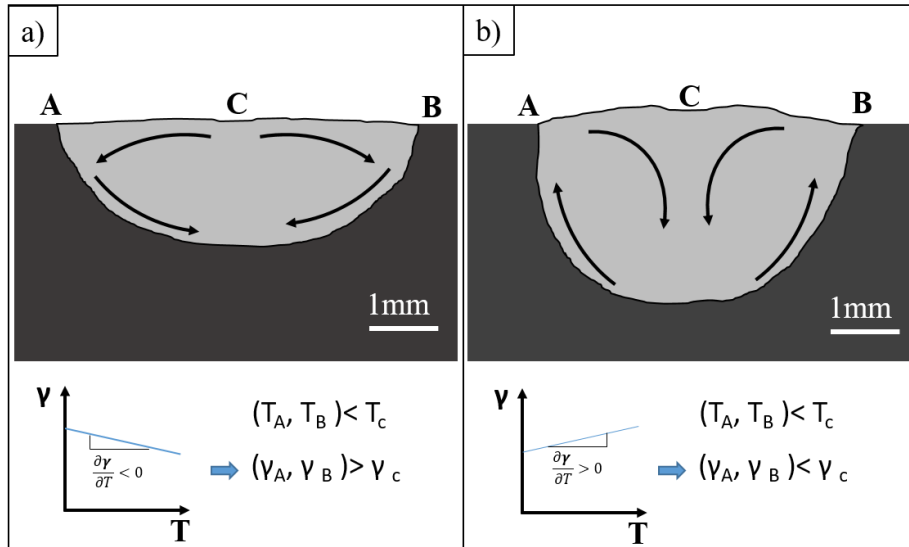 a)
A
C
B
1mm
γ
∂γ/∂T < 0
T
(T_A, T_B) < T_c
(γ_A, γ_B) > γ_c
b)
A
C
B
1mm
γ
∂γ/∂T > 0
T
(T_A, T_B) < T_c
(γ_A, γ_B) < γ_c